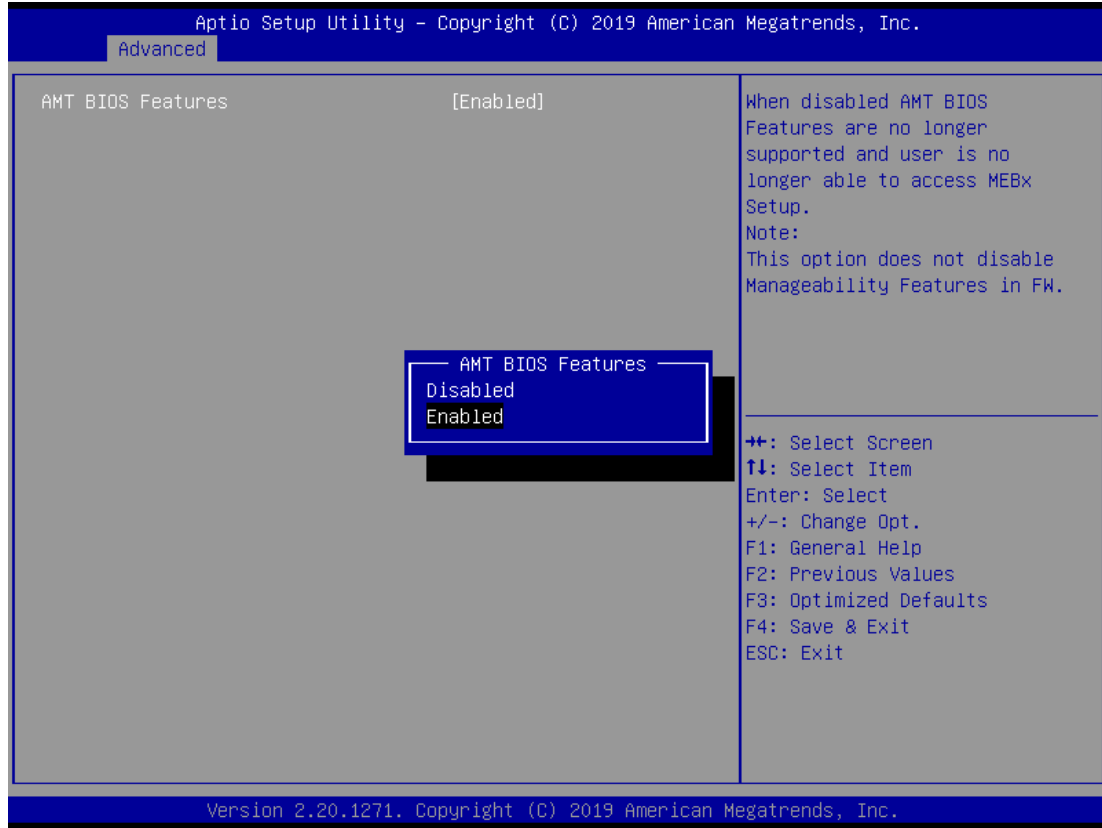 Aptio Setup Utility – Copyright (C) 2019 American Megatrends, Inc.
Advanced
AMT BIOS Features [Enabled]
When disabled AMT BIOS
Features are no longer
supported and user is no
longer able to access MEBx
Setup.
Note:
This option does not disable
Manageability Features in FW.
AMT BIOS Features
Disabled
Enabled
→←: Select Screen
↑↓: Select Item
Enter: Select
+/-: Change Opt.
F1: General Help
F2: Previous Values
F3: Optimized Defaults
F4: Save & Exit
ESC: Exit
Version 2.20.1271. Copyright (C) 2019 American Megatrends, Inc.